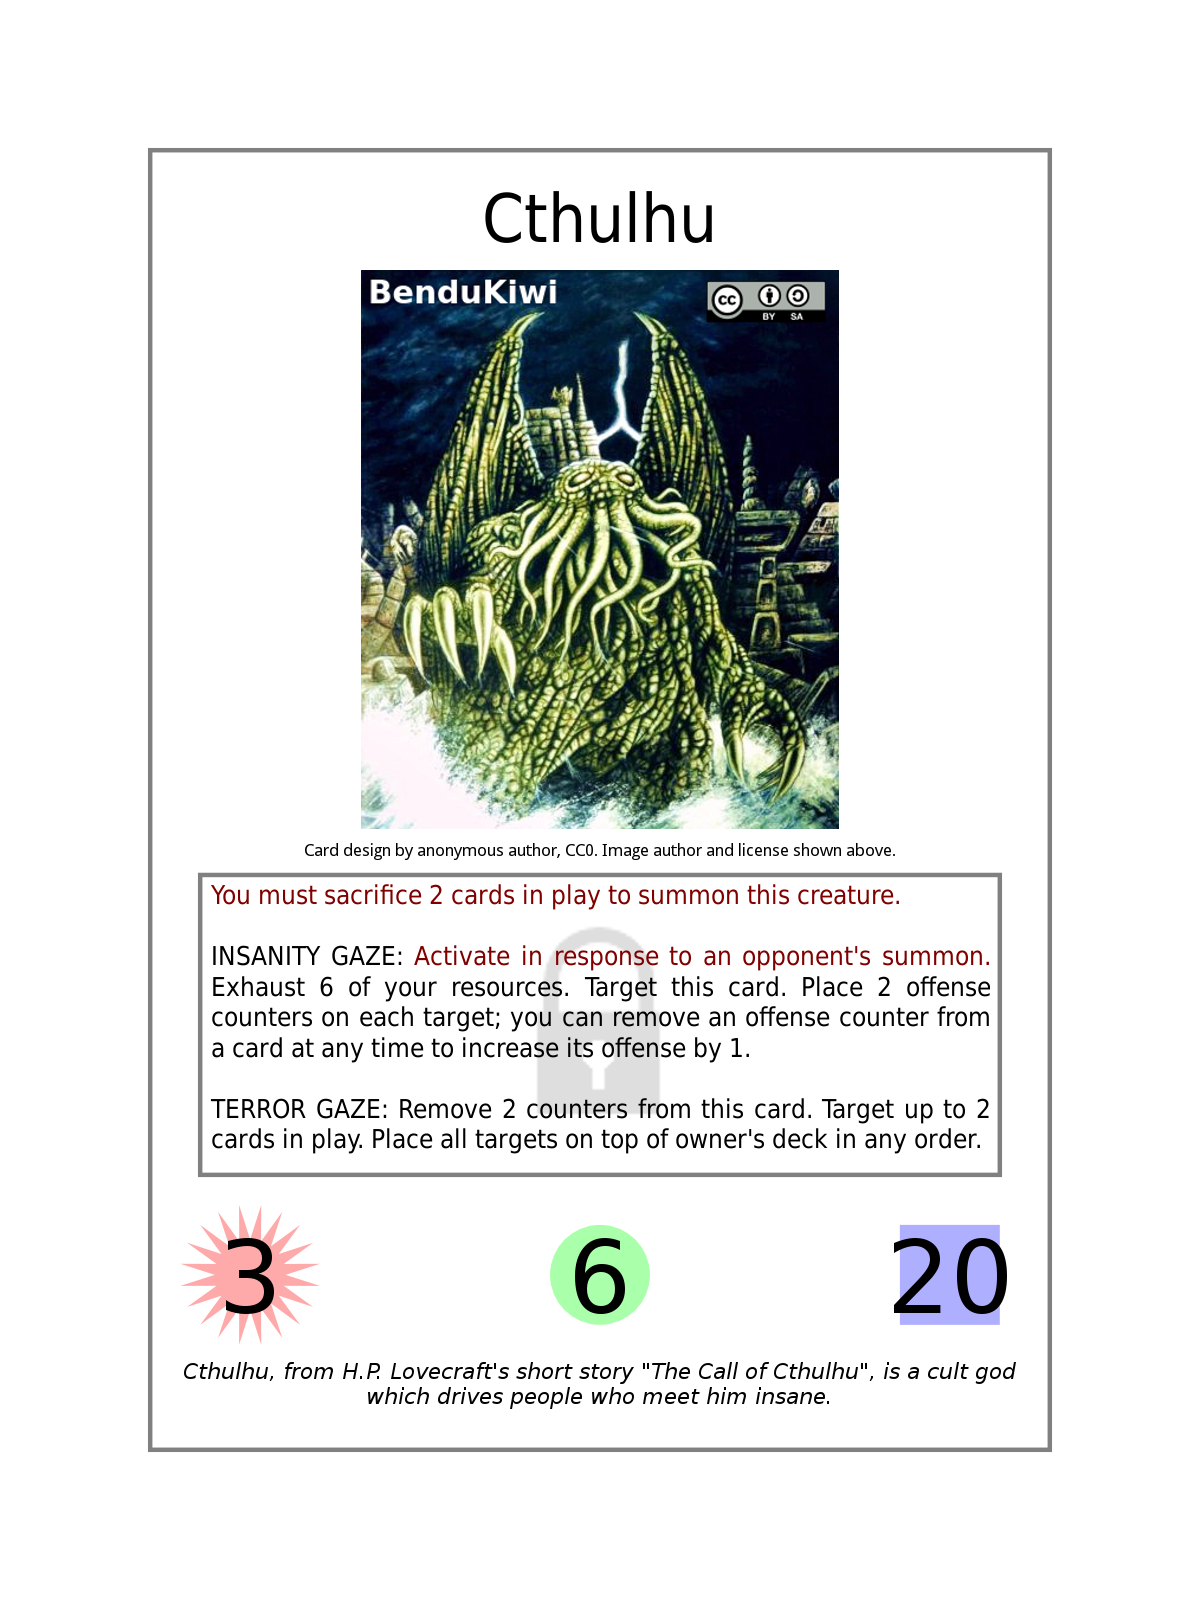 Cthulhu
BenduKiwi
cc
BY SA
Card design by anonymous author, CC0. Image author and license shown above.
You must sacrifice 2 cards in play to summon this creature.
INSANITY GAZE: Activate in response to an opponent's summon.
Exhaust 6 of your resources. Target this card. Place 2 offense
counters on each target; you can remove an offense counter from
a card at any time to increase its offense by 1.
TERROR GAZE: Remove 2 counters from this card. Target up to 2
cards in play. Place all targets on top of owner's deck in any order.
3 6 20
Cthulhu, from H.P. Lovecraft's short story "The Call of Cthulhu", is a cult god
which drives people who meet him insane.